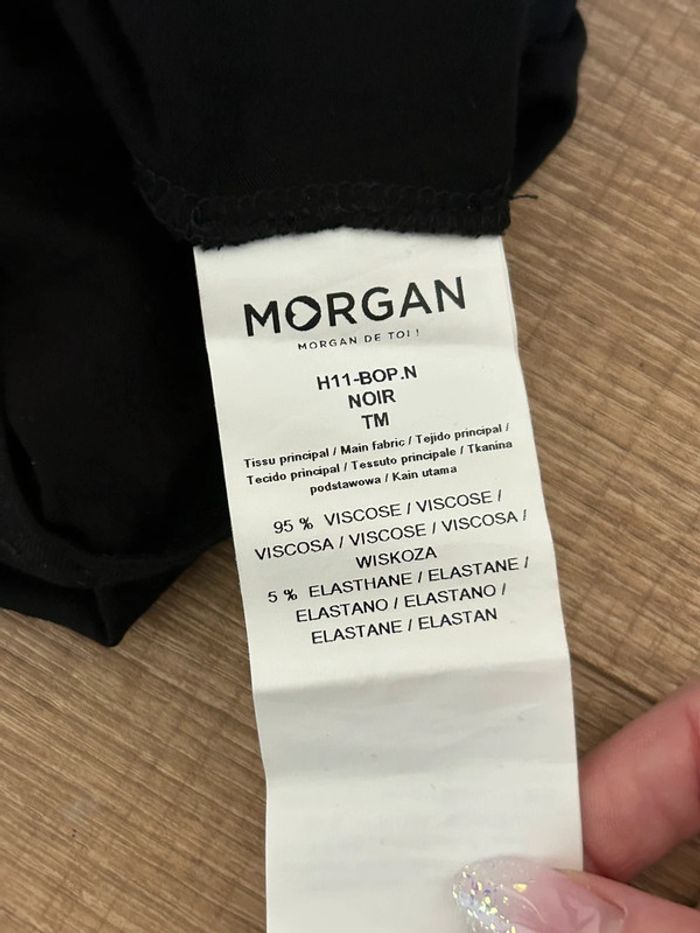 MORGAN
MORGAN DE TOI !
H11-BOP.N
NOIR
TM
Tissu principal / Main fabric / Tejido principal /
Tecido principal / Tessuto principale / Tkanina
podstawowa / Kain utama
95 % VISCOSE / VISCOSE /
VISCOSA / VISCOSE / VISCOSA /
WISKOZA
5 % ELASTHANE / ELASTANE /
ELASTANO / ELASTANO /
ELASTANE / ELASTAN